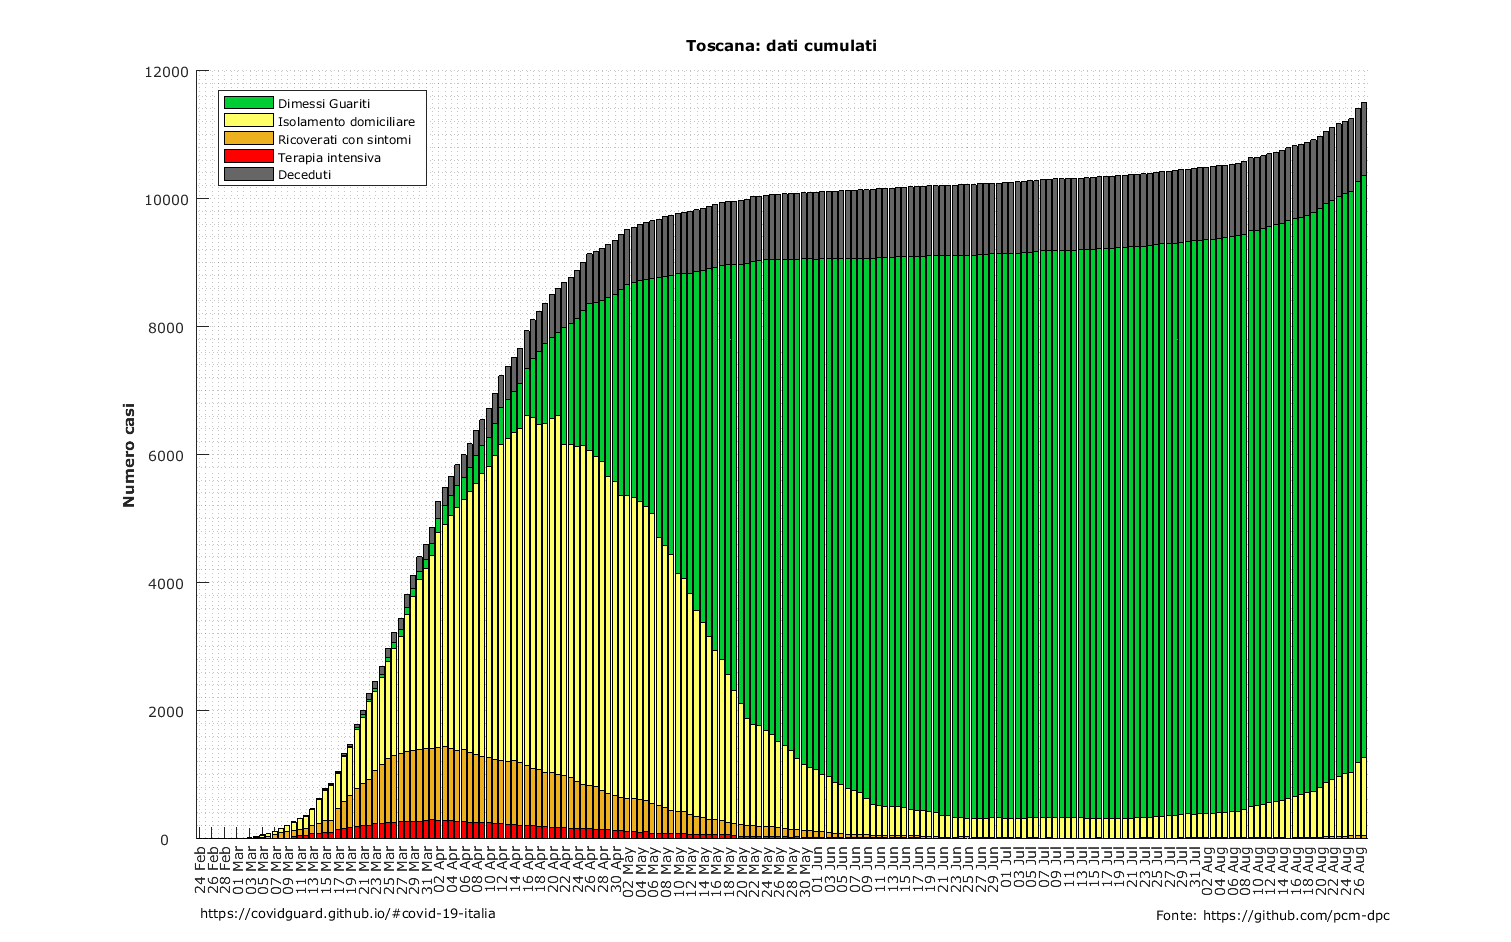 Toscana: dati cumulati
12000
10000
8000
6000
4000
2000
0
Numero casi
Dimessi Guariti
Isolamento domiciliare
Ricoverati con sintomi
Terapia intensiva
Deceduti
24 Feb
26 Feb
28 Feb
01 Mar
03 Mar
05 Mar
07 Mar
09 Mar
11 Mar
13 Mar
15 Mar
17 Mar
19 Mar
21 Mar
23 Mar
25 Mar
27 Mar
29 Mar
31 Mar
02 Apr
04 Apr
06 Apr
08 Apr
10 Apr
12 Apr
14 Apr
16 Apr
18 Apr
20 Apr
22 Apr
24 Apr
26 Apr
28 Apr
30 Apr
02 May
04 May
06 May
08 May
10 May
12 May
14 May
16 May
18 May
20 May
22 May
24 May
26 May
28 May
30 May
01 Jun
03 Jun
05 Jun
07 Jun
09 Jun
11 Jun
13 Jun
15 Jun
17 Jun
19 Jun
21 Jun
23 Jun
25 Jun
27 Jun
29 Jun
01 Jul
03 Jul
05 Jul
07 Jul
09 Jul
11 Jul
13 Jul
15 Jul
17 Jul
19 Jul
21 Jul
23 Jul
25 Jul
27 Jul
29 Jul
31 Jul
02 Aug
04 Aug
06 Aug
08 Aug
10 Aug
12 Aug
14 Aug
16 Aug
18 Aug
20 Aug
22 Aug
24 Aug
26 Aug
https://covidguard.github.io/#covid-19-italia
Fonte: https://github.com/pcm-dpc